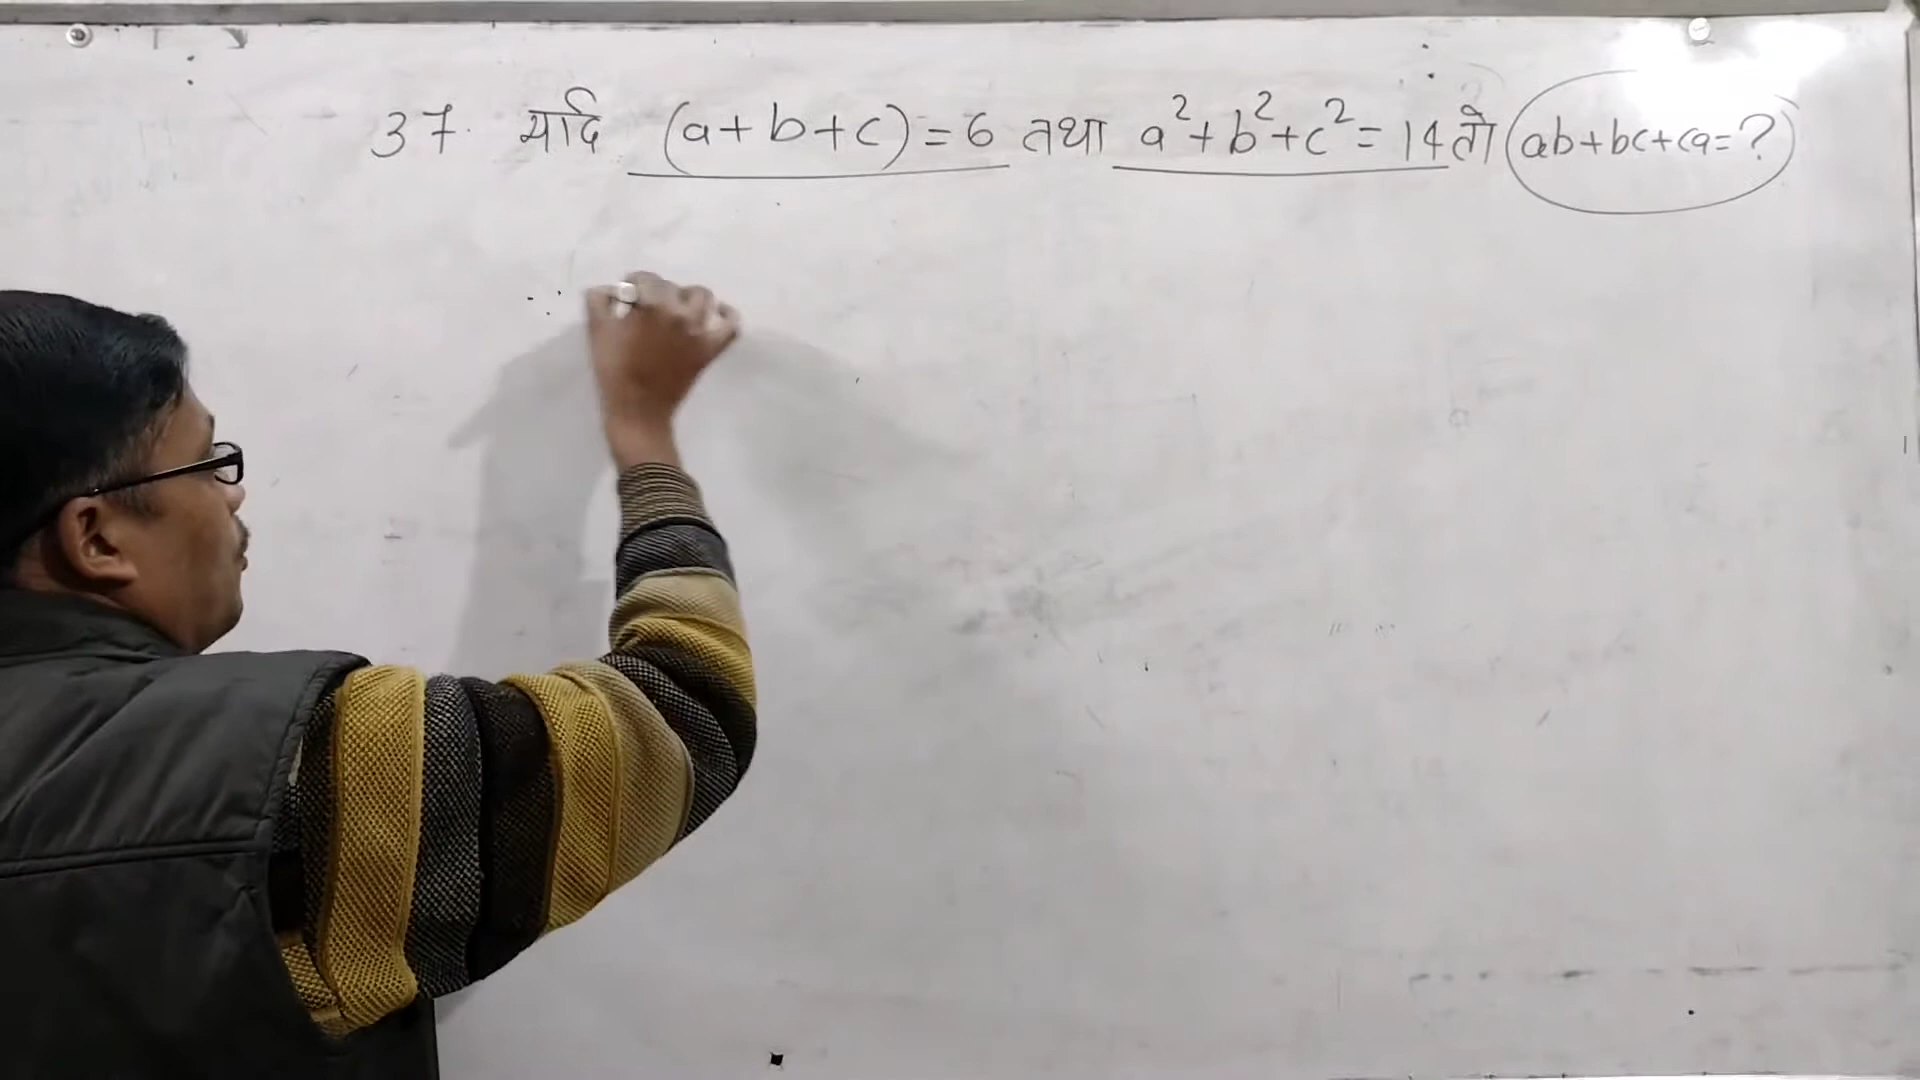 37. यदि (a+b+c) = 6 तथा a²+b²+c² = 14 तो ab+bc+ca=?